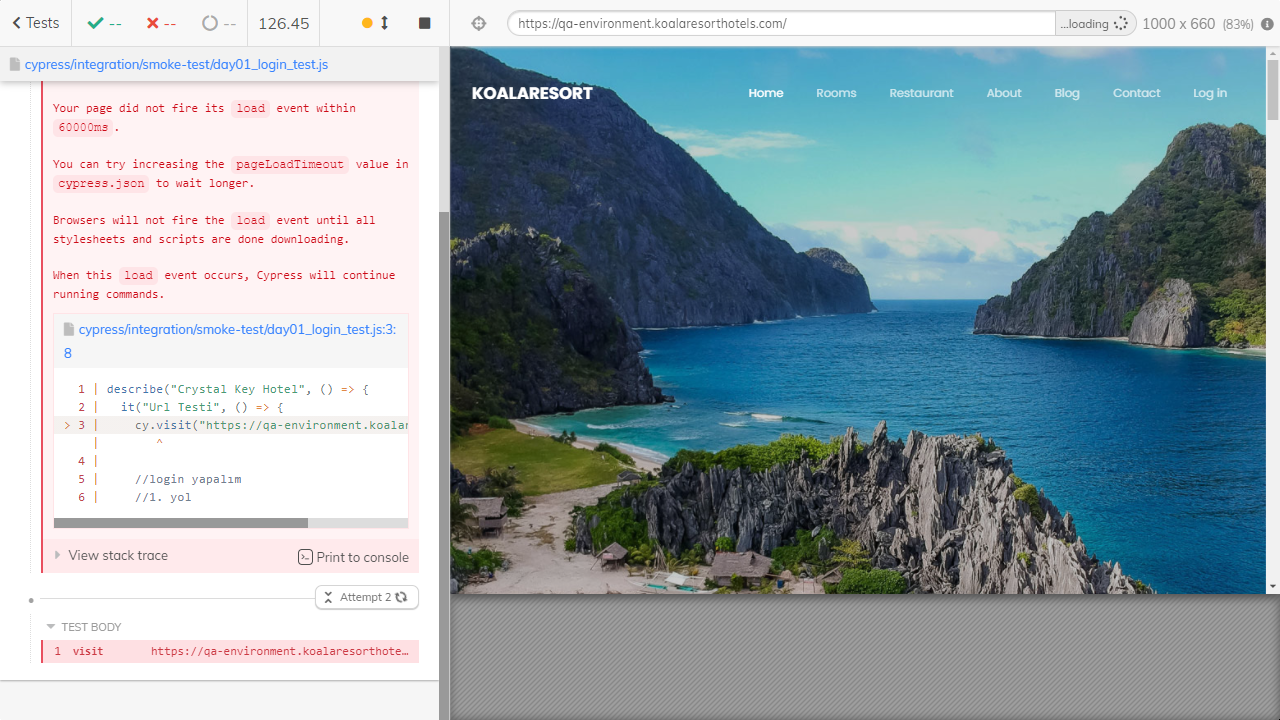 Tests
--
--
--
126.45
https://qa-environment.koalaresorthotels.com/
...loading
1000 x 660 (83%)
cypress/integration/smoke-test/day01_login_test.js
Your page did not fire its load event within
60000ms.
You can try increasing the pageLoadTimeout value in
cypress.json to wait longer.
Browsers will not fire the load event until all
stylesheets and scripts are done downloading.
When this load event occurs, Cypress will continue
running commands.
cypress/integration/smoke-test/day01_login_test.js:3:
8
1 | describe("Crystal Key Hotel", () => {
2 |   it("Url Testi", () => {
> 3 |     cy.visit("https://qa-environment.koalar
|        ^
4 |
5 |     //login yapalım
6 |     //1. yol
View stack trace
Print to console
Attempt 2
TEST BODY
1 visit https://qa-environment.koalaresorthote…
KOALARESORT
Home Rooms Restaurant About Blog Contact Log in